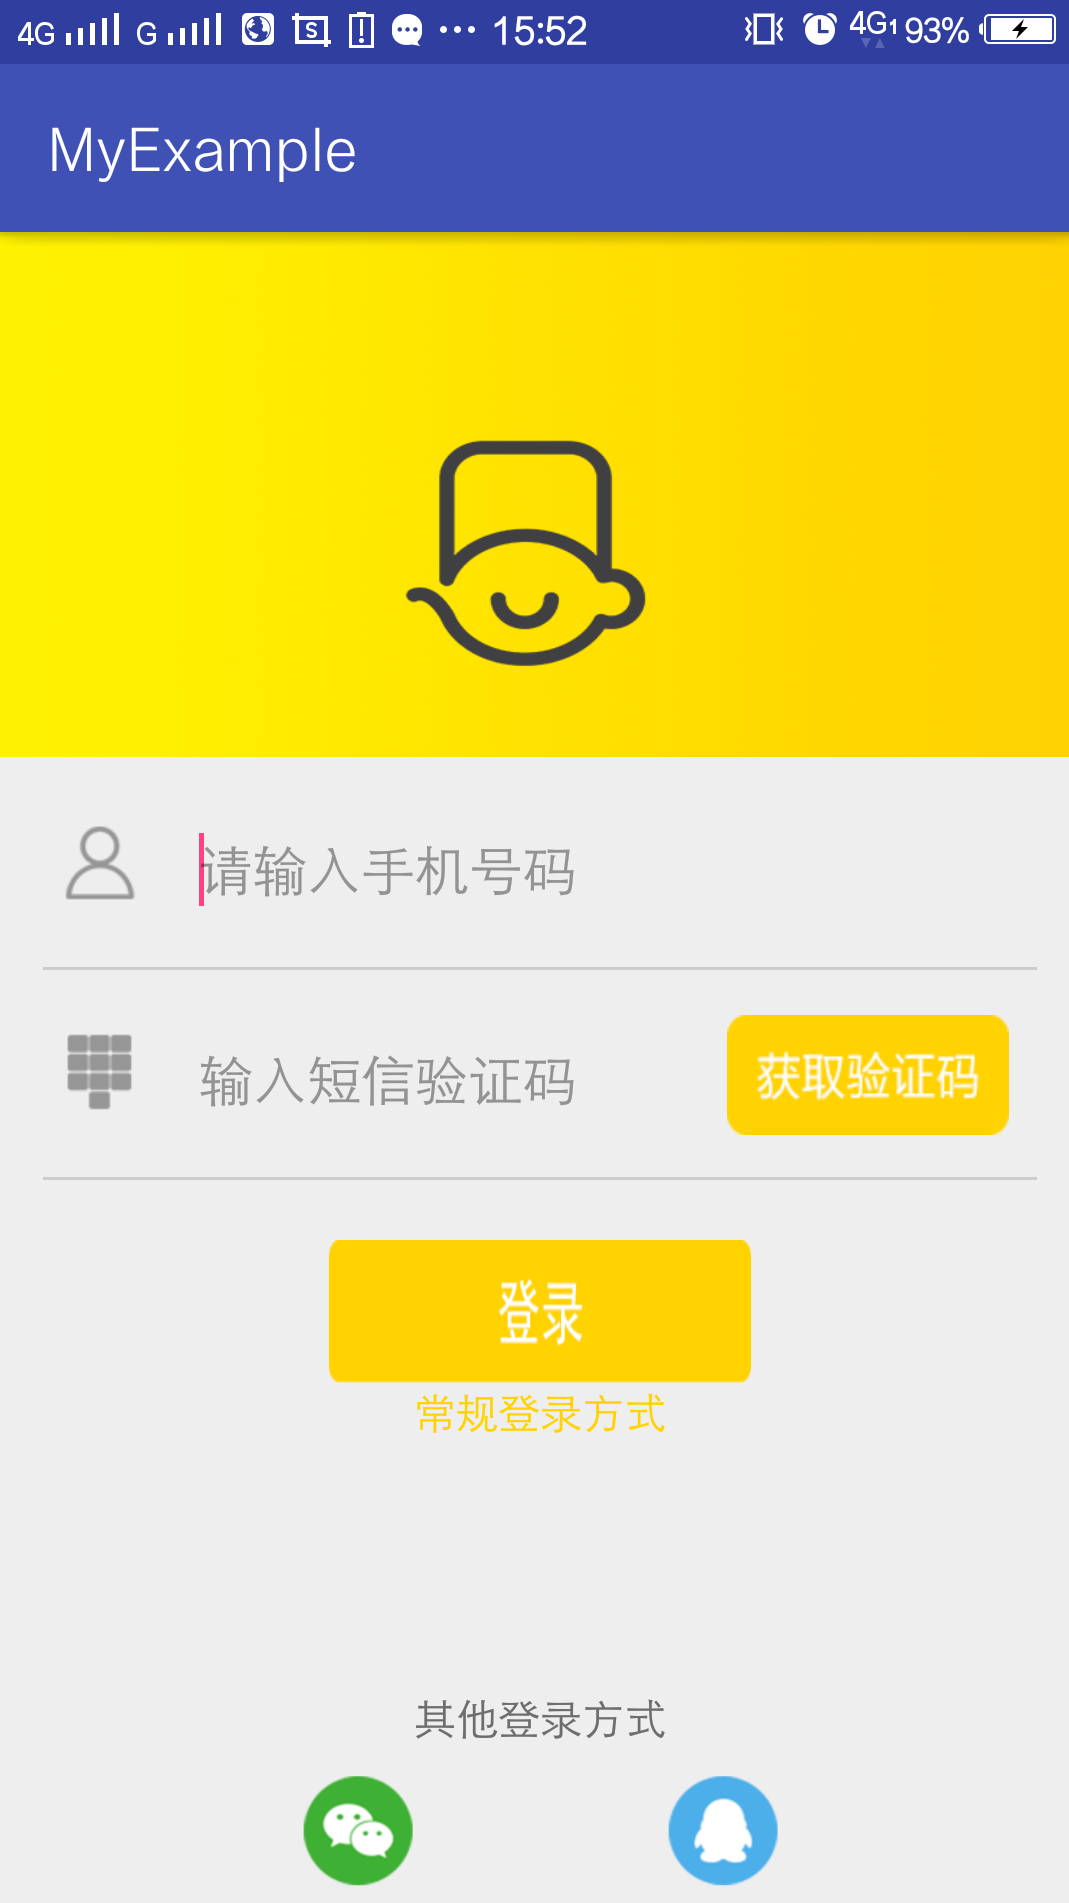 4G G 15:52 4G1 93%
MyExample
请输入手机号码
输入短信验证码 获取验证码
登录
常规登录方式
其他登录方式